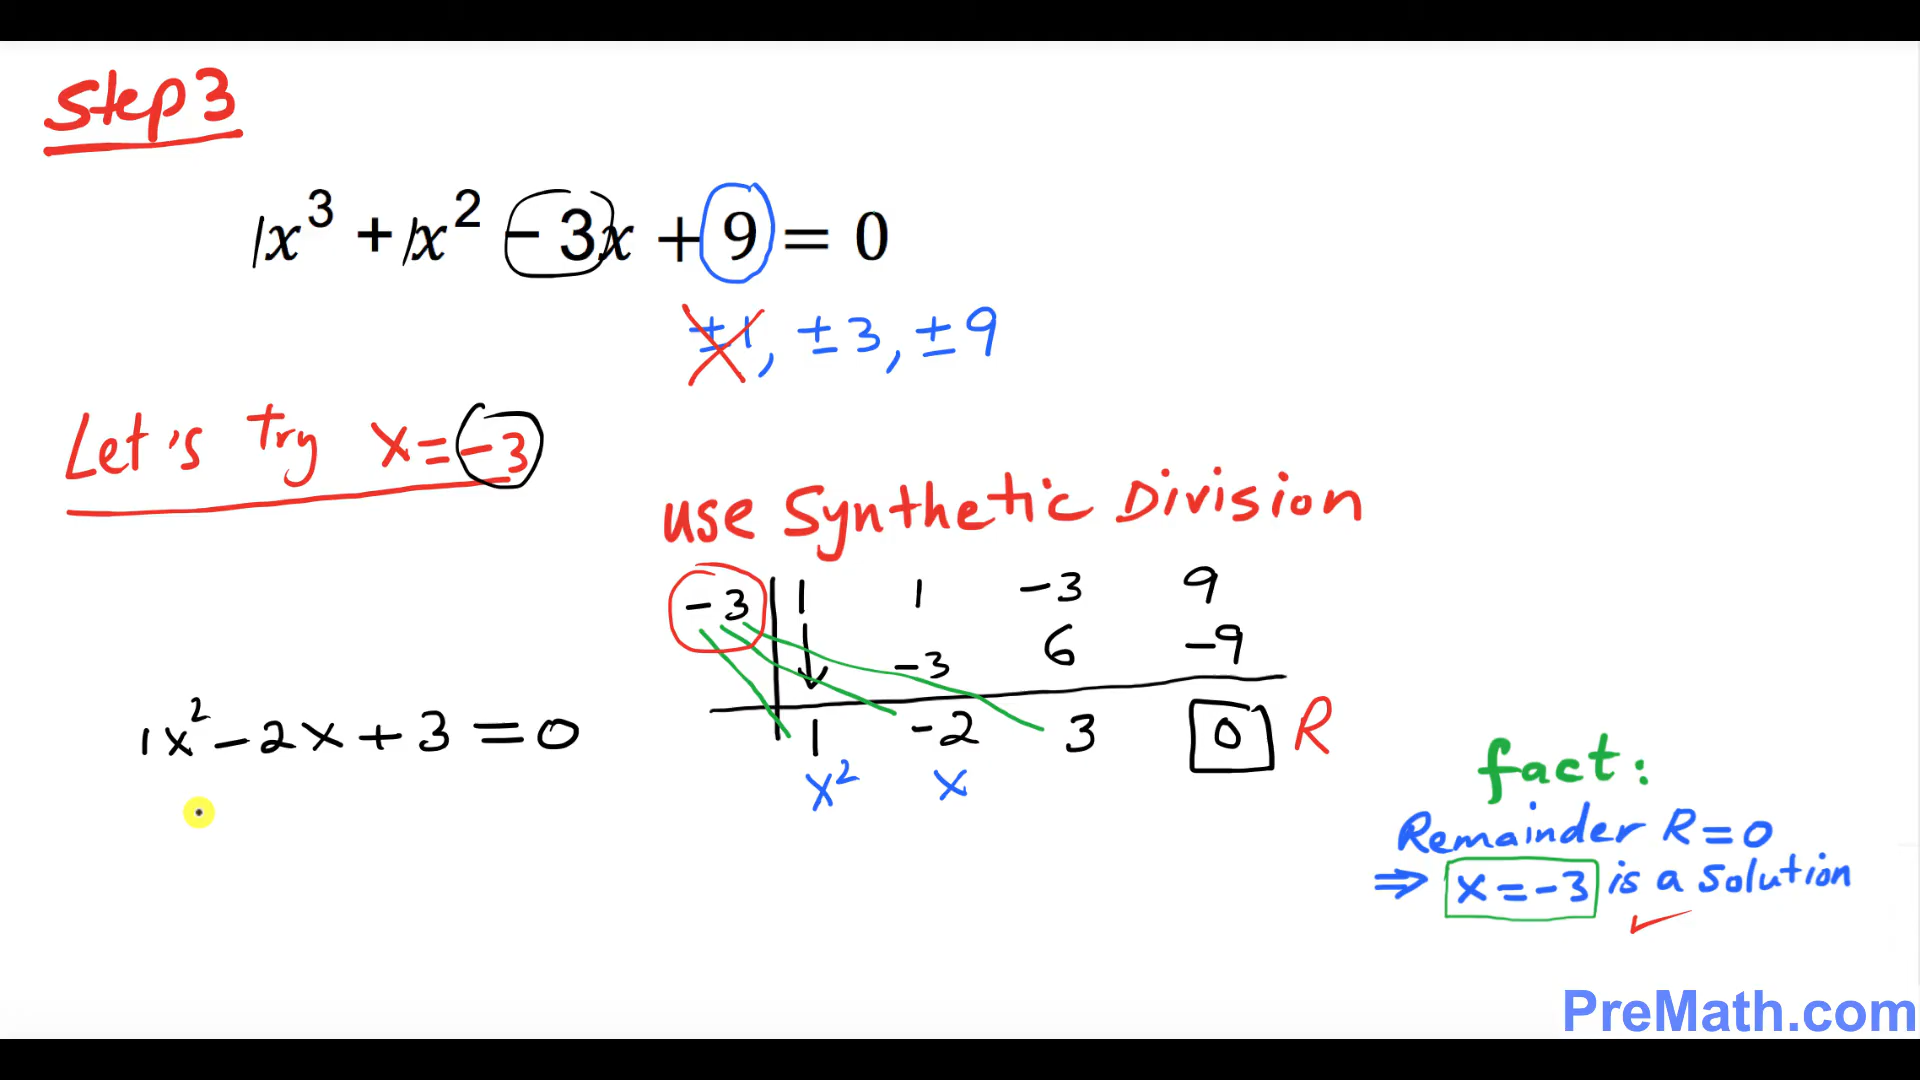 Step 3
1x³ + 1x² − 3x + 9 = 0
±1, ±3, ±9
Let's Try x = -3
use Synthetic Division
-3 1 1 -3 9
-3 6 -9
1 -2 3 0 R
x² x
1x² - 2x + 3 = 0
fact:
Remainder R = 0
⇒ x = -3 is a solution
PreMath.com